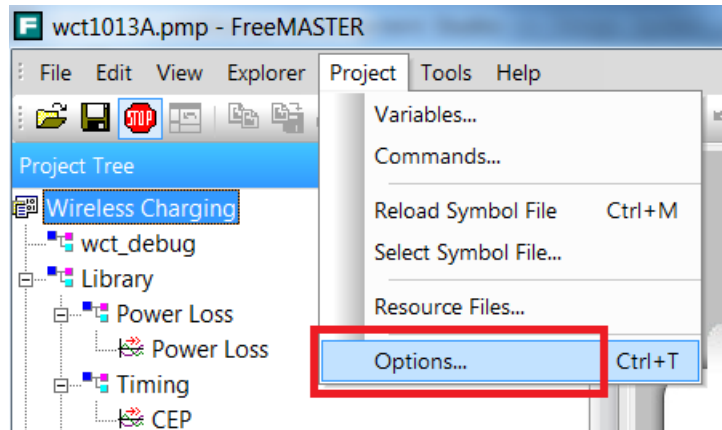 wct1013A.pmp - FreeMASTER
File Edit View Explorer Project Tools Help
STOP
Variables...
Commands...
Reload Symbol File Ctrl+M
Select Symbol File...
Resource Files...
Options... Ctrl+T
Project Tree
Wireless Charging
wct_debug
Library
Power Loss
Power Loss
Timing
CEP